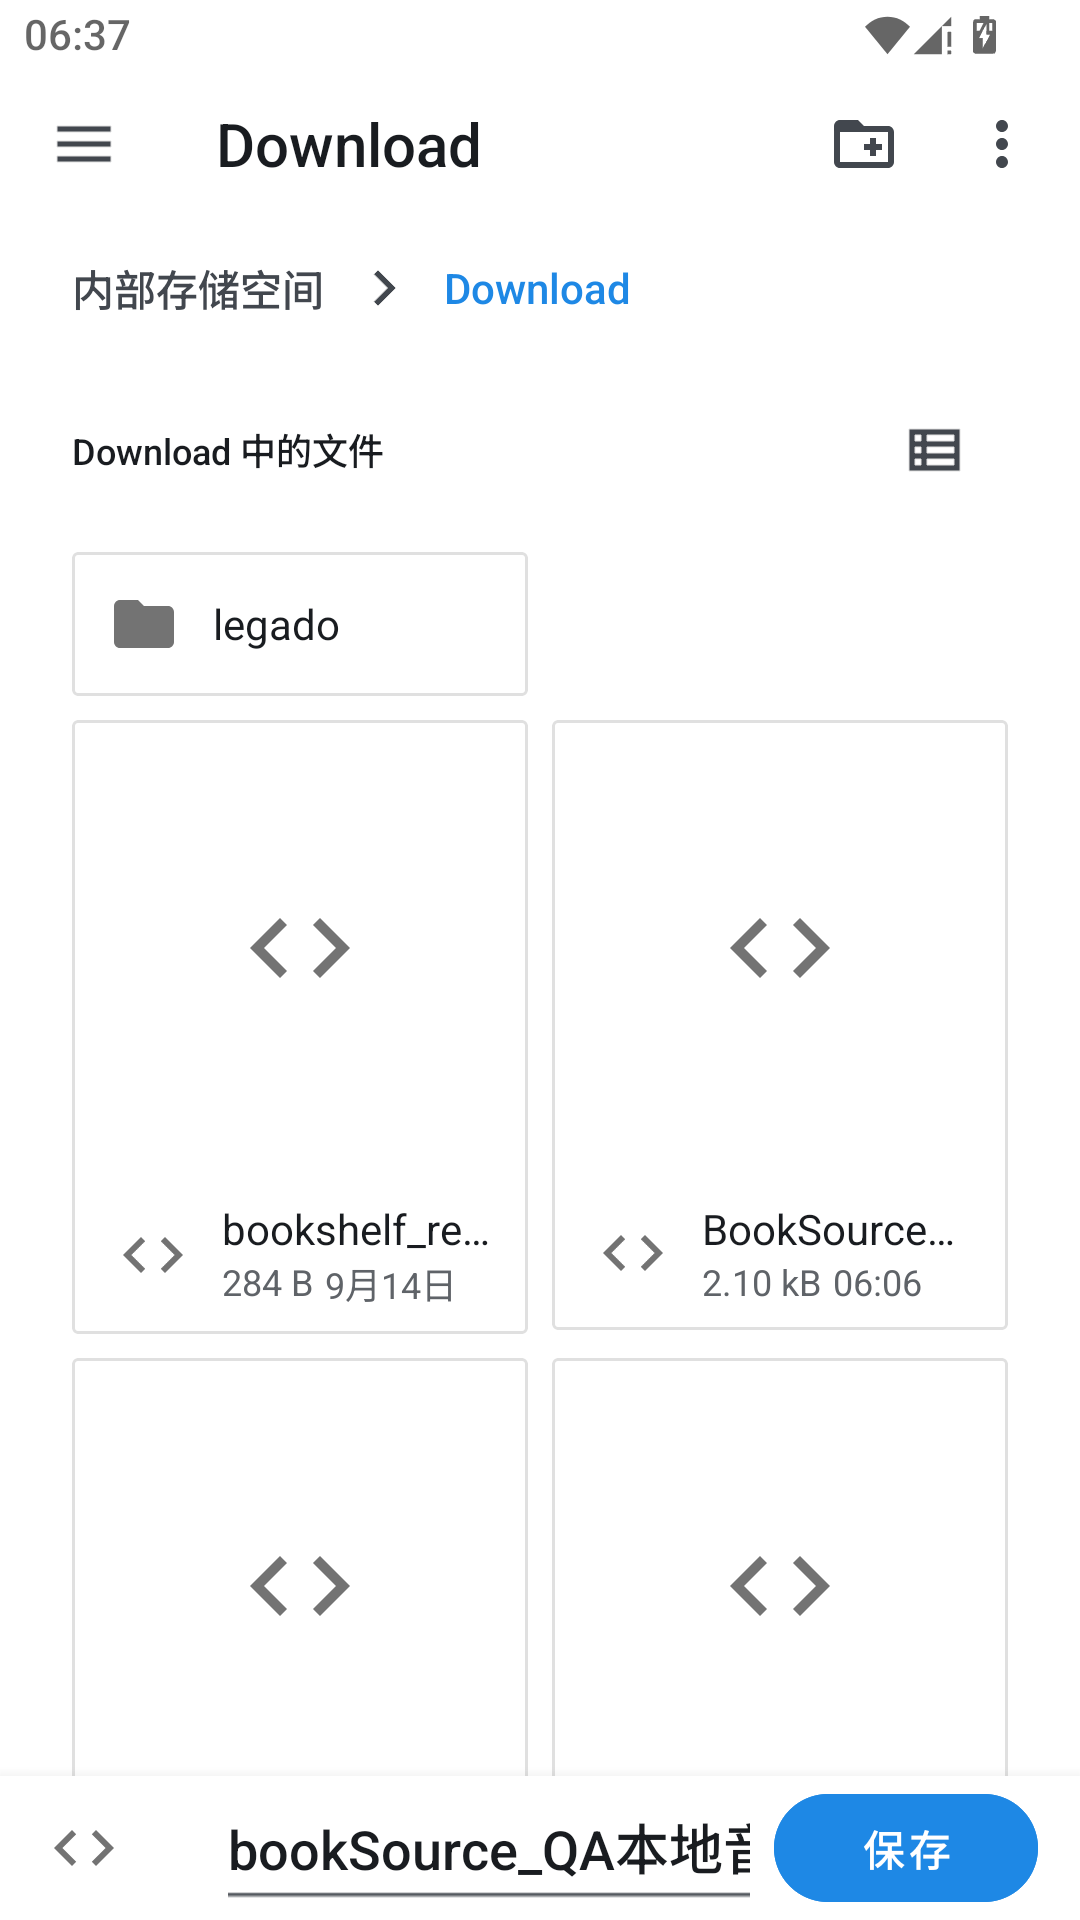 06:37
Download
内部存储空间 > Download
Download 中的文件
legado
bookshelf_re…
284 B 9月14日
BookSource…
2.10 kB 06:06
bookSource_QA本地
保存